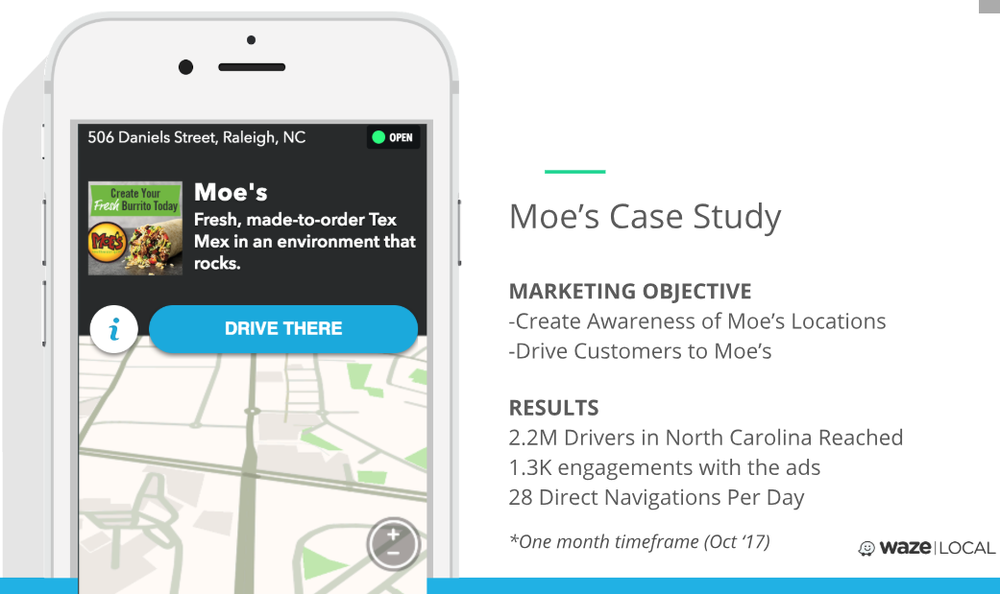 506 Daniels Street, Raleigh, NC
OPEN
Create Your
Fresh Burrito Today
Moe's
Moe's
Fresh, made-to-order Tex
Mex in an environment that
rocks.
i
DRIVE THERE
+
−
Moe’s Case Study
MARKETING OBJECTIVE
-Create Awareness of Moe’s Locations
-Drive Customers to Moe’s
RESULTS
2.2M Drivers in North Carolina Reached
1.3K engagements with the ads
28 Direct Navigations Per Day
*One month timeframe (Oct ‘17)
waze | LOCAL